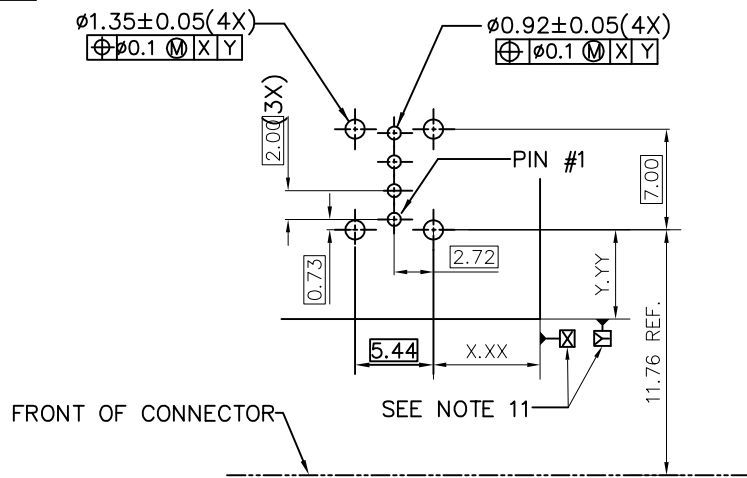 ø1.35±0.05(4X)
⌖ ø0.1 Ⓜ X Y
ø0.92±0.05(4X)
⌖ ø0.1 Ⓜ X Y
2.00(3X)
PIN #1
7.00
2.72
0.73
Y.YY
5.44
X.XX
X
Y
11.76 REF.
SEE NOTE 11
FRONT OF CONNECTOR